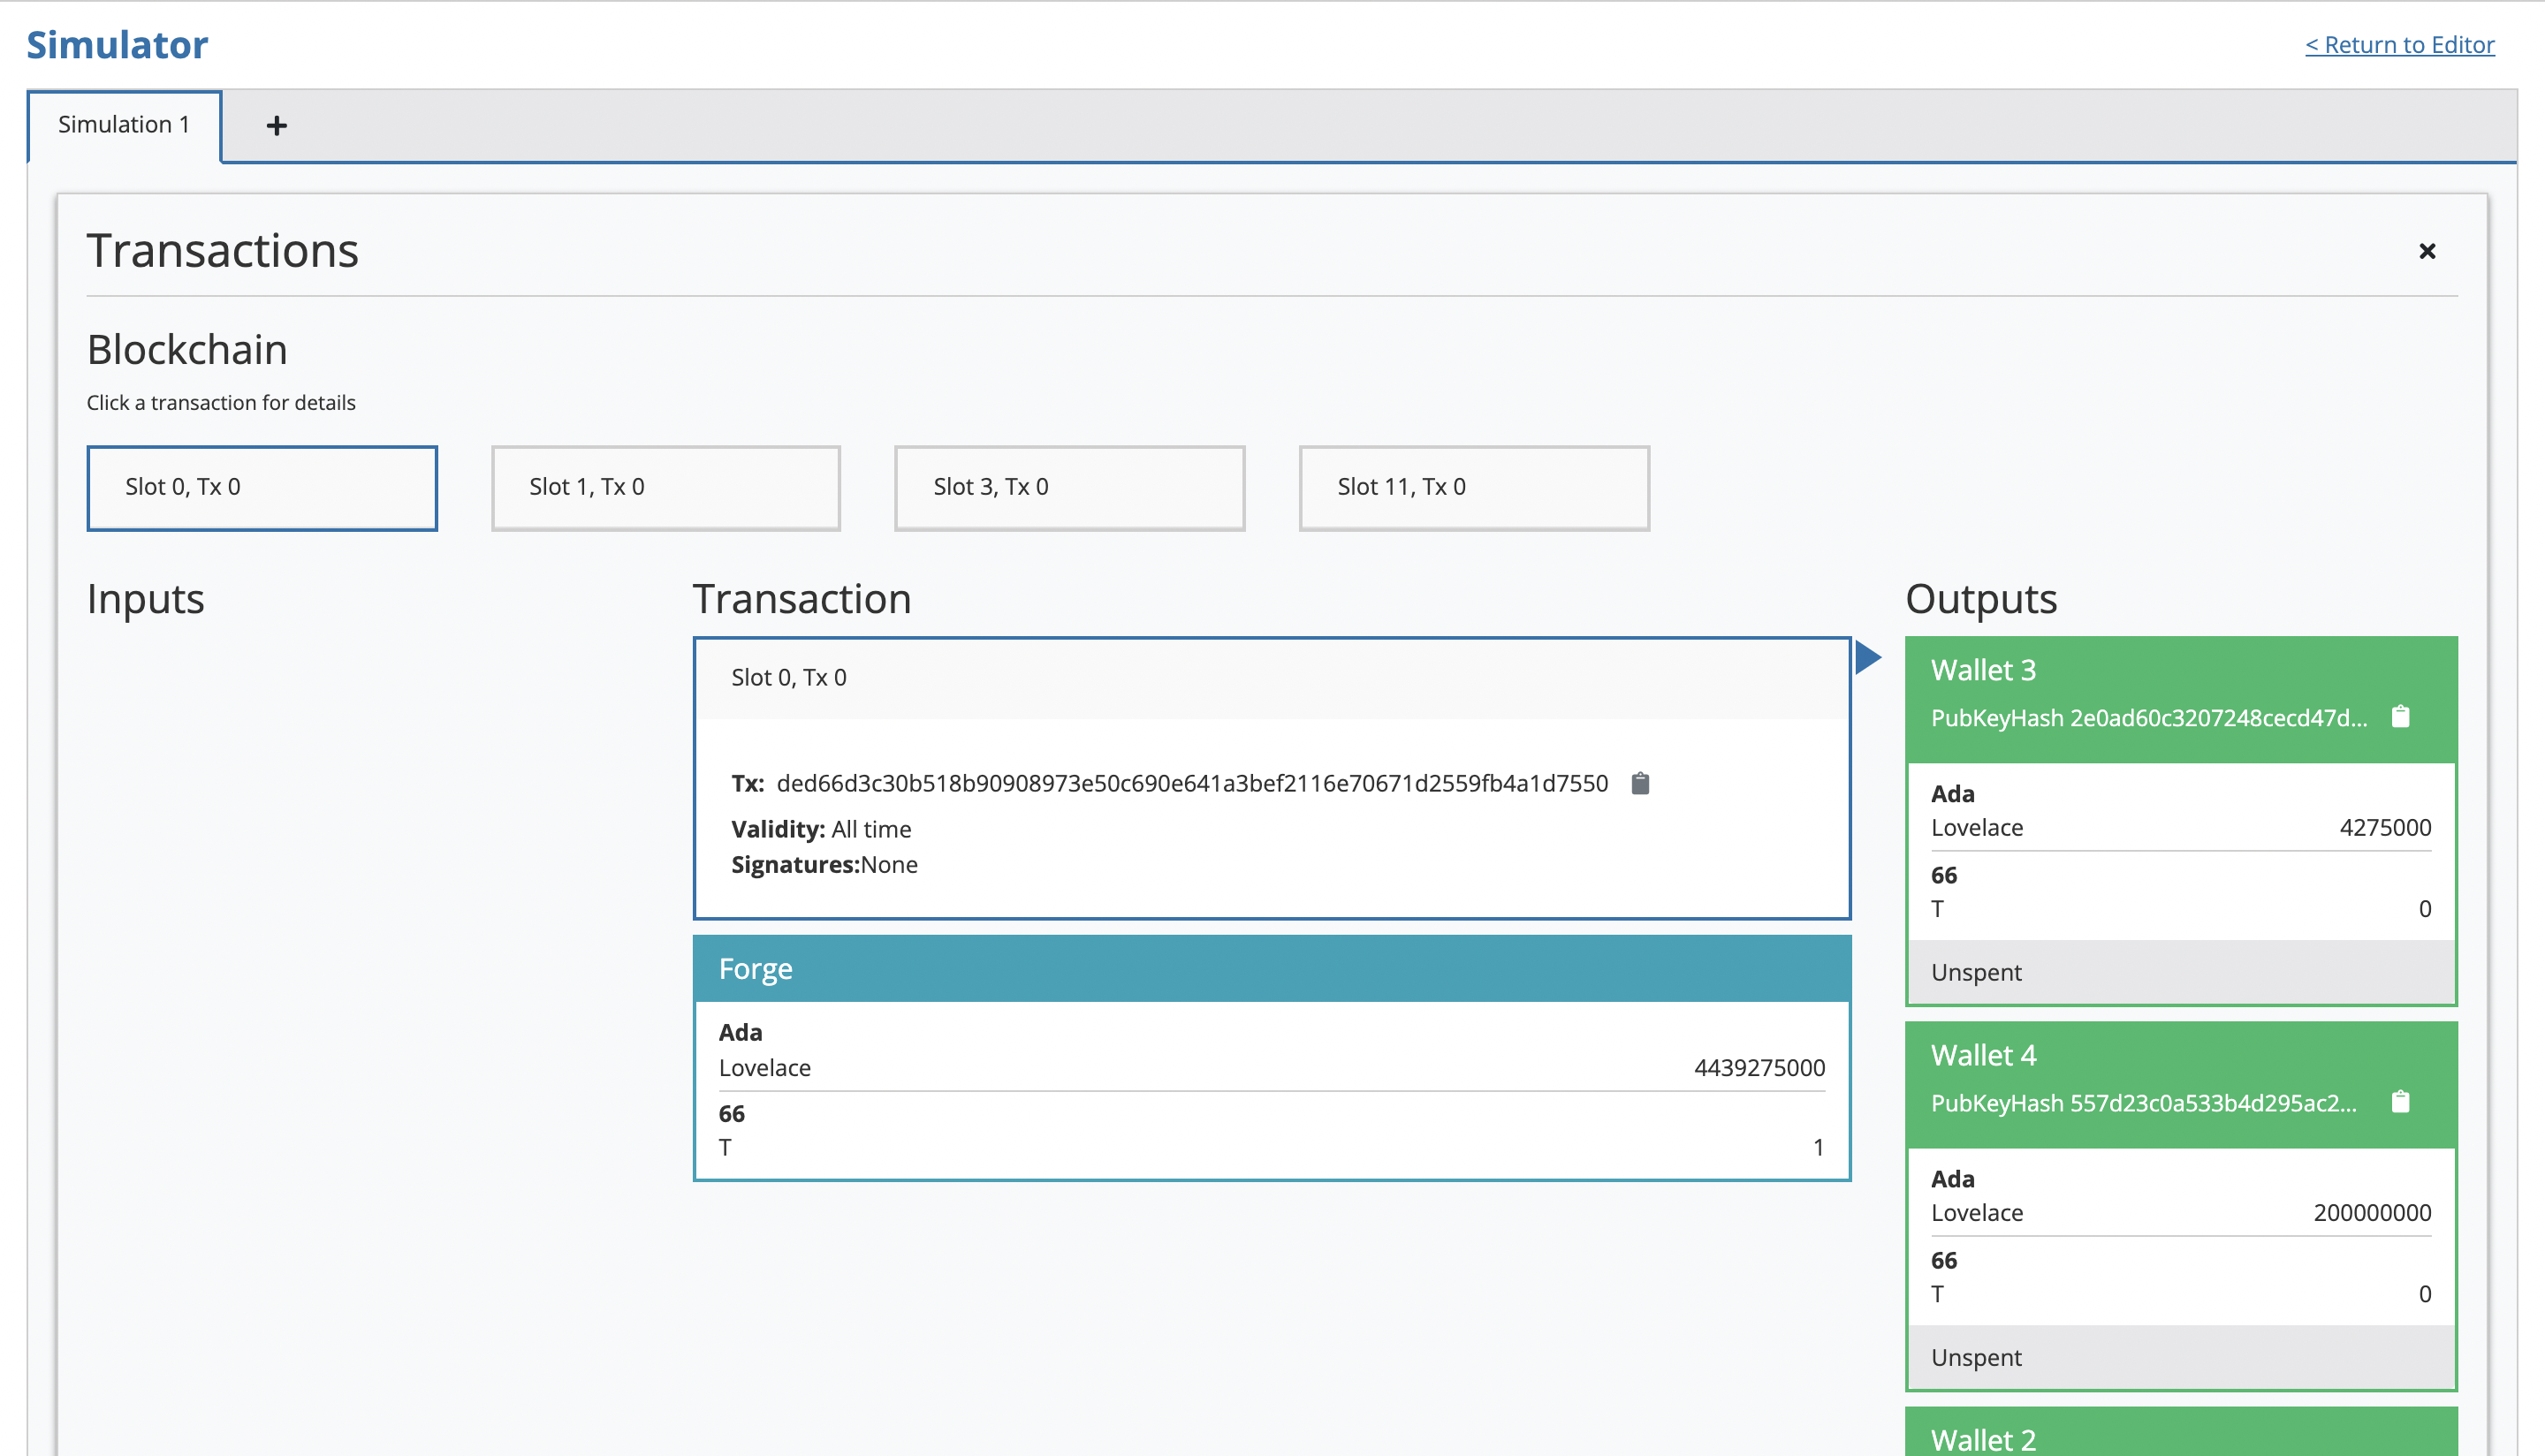 Simulator
< Return to Editor
Simulation 1
+
Transactions
Blockchain
Click a transaction for details
Slot 0, Tx 0
Slot 1, Tx 0
Slot 3, Tx 0
Slot 11, Tx 0
Inputs
Transaction
Slot 0, Tx 0
Tx: ded66d3c30b518b90908973e50c690e641a3bef2116e70671d2559fb4a1d7550
Validity: All time
Signatures:None
Forge
Ada
Lovelace 4439275000
66
T 1
Outputs
Wallet 3
PubKeyHash 2e0ad60c3207248cecd47d...
Ada
Lovelace 4275000
66
T 0
Unspent
Wallet 4
PubKeyHash 557d23c0a533b4d295ac2...
Ada
Lovelace 200000000
66
T 0
Unspent
Wallet 2